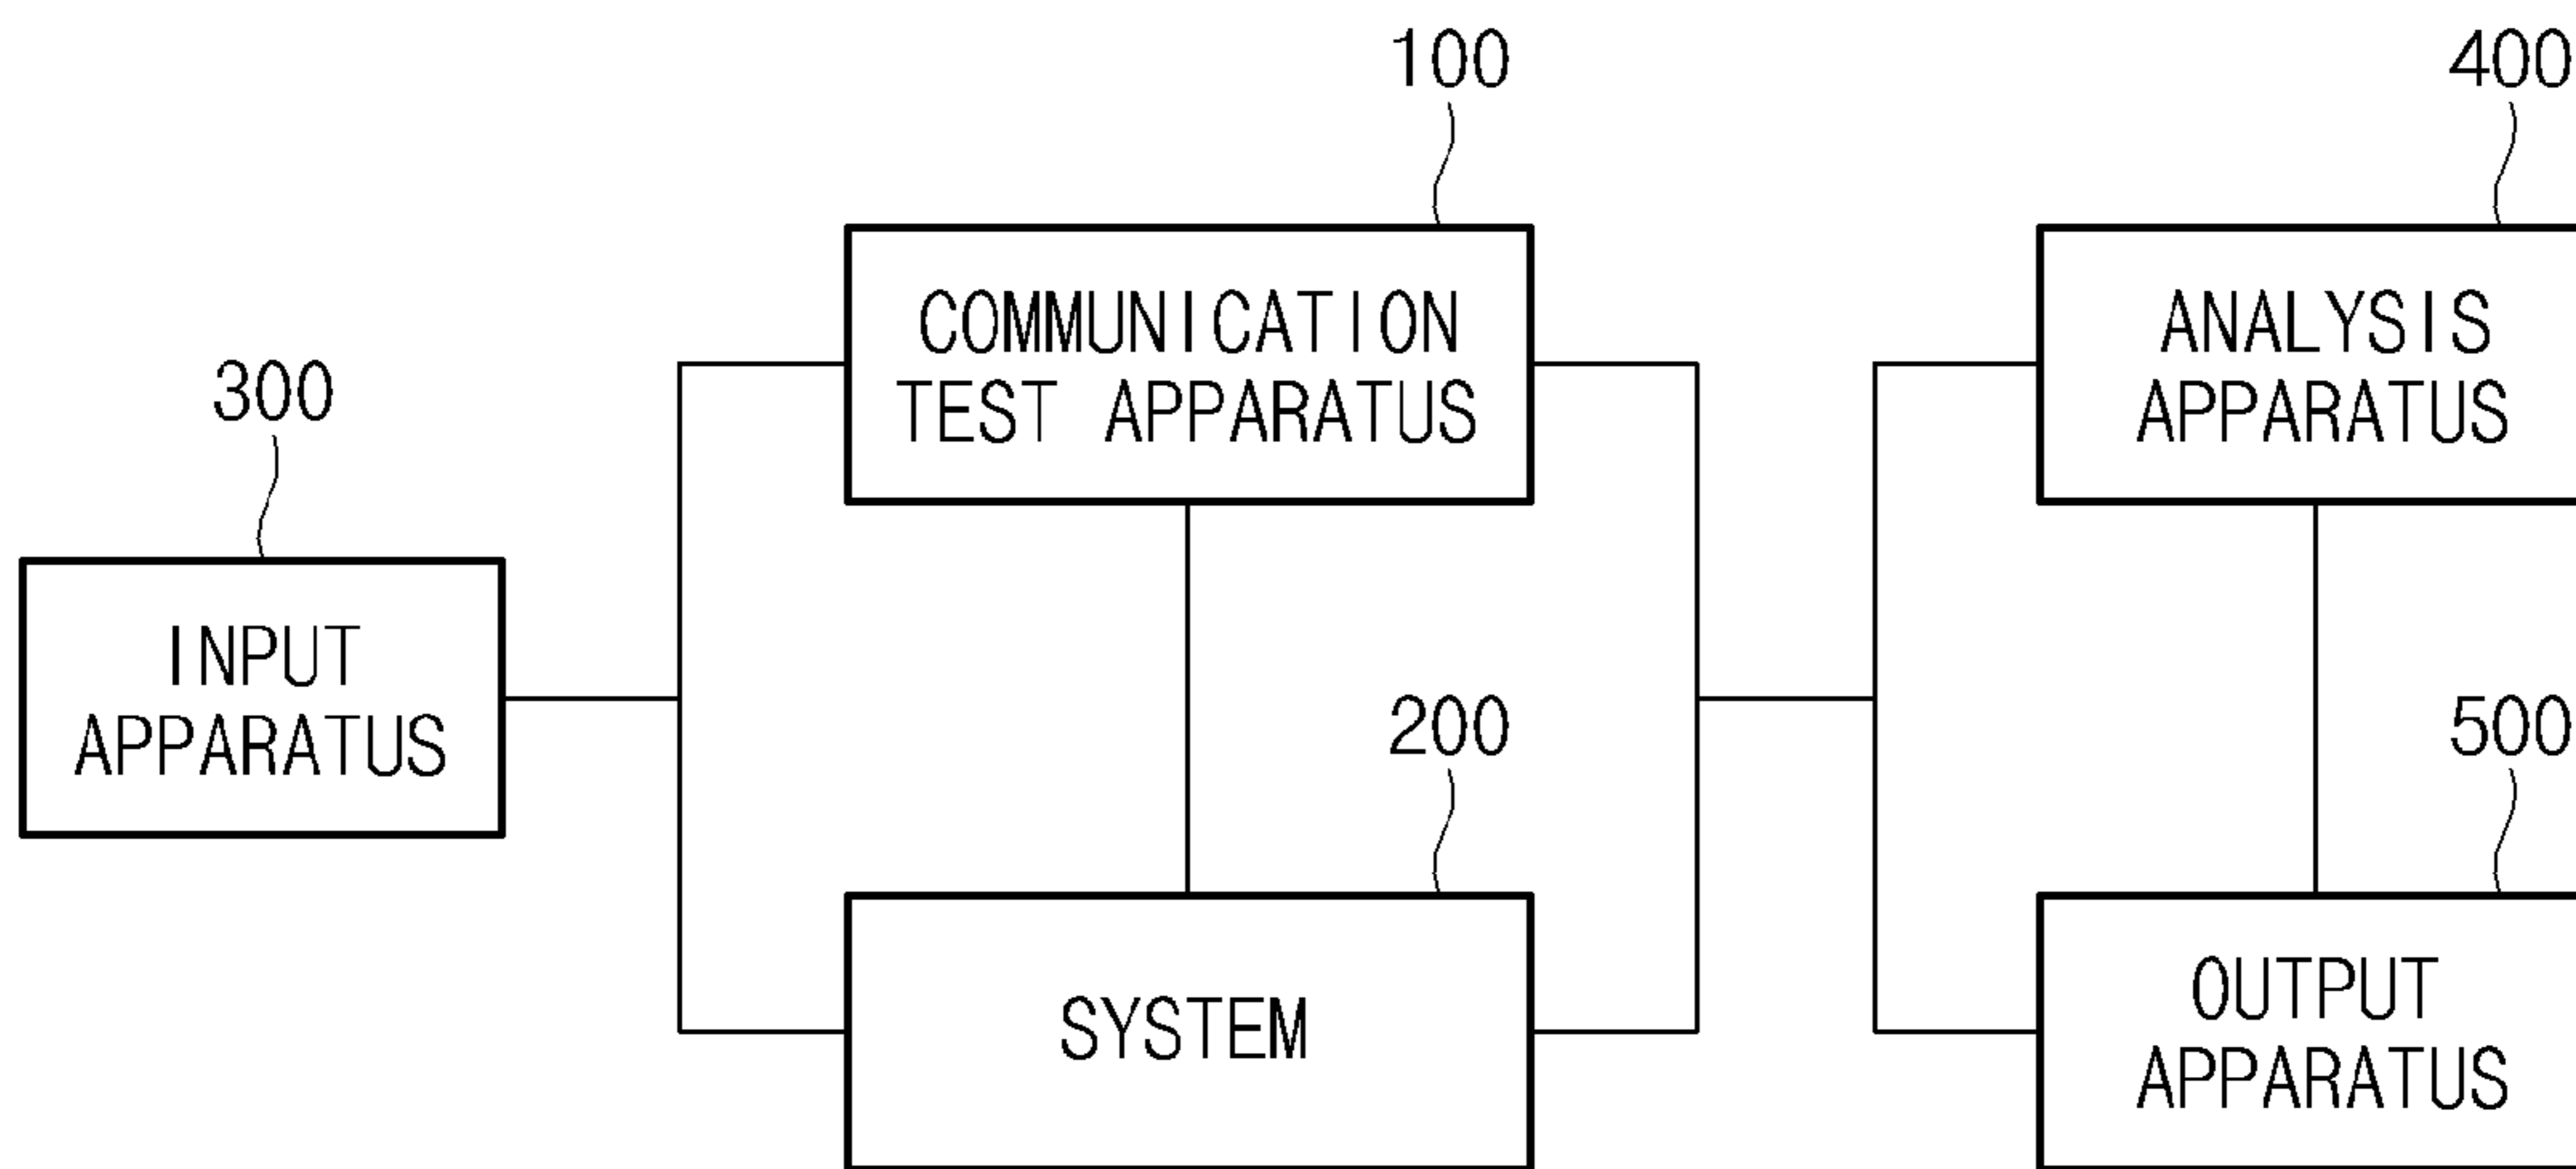 100
400
COMMUNICATION
TEST APPARATUS
ANALYSIS
APPARATUS
300
INPUT
APPARATUS
200
500
SYSTEM
OUTPUT
APPARATUS